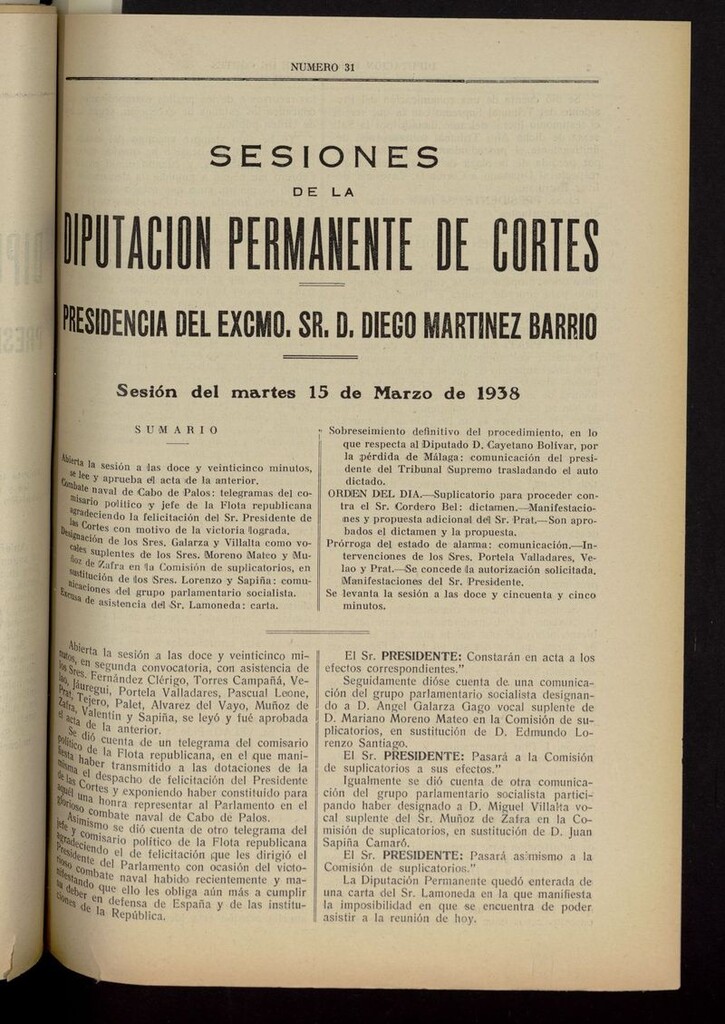 NUMERO 31
SESIONES
DE LA
DIPUTACION PERMANENTE DE CORTES
PRESIDENCIA DEL EXCMO. SR. D. DIEGO MARTINEZ BARRIO
Sesión del martes 15 de Marzo de 1938
SUMARIO
Abierta la sesión a las doce y veinticinco minutos,
se lee y aprueba el acta de la anterior.
Combate naval de Cabo de Palos: telegramas del co-
misario político y jefe de la Flota republicana
agradeciendo la felicitación del Sr. Presidente de
las Cortes con motivo de la victoria lograda.
Designación de los Sres. Galarza y Villalta como vo-
cales suplentes de los Sres. Moreno Mateo y Mu-
ñoz de Zafra en la Comisión de suplicatorios, en
sustitución de los Sres. Lorenzo y Sapiña: comu-
nicaciones del grupo parlamentario socialista.
Excusa de asistencia del Sr. Lamoneda: carta.
Sobreseimiento definitivo del procedimiento, en lo
que respecta al Diputado D. Cayetano Bolívar, por
la pérdida de Málaga: comunicación del presi-
dente del Tribunal Supremo trasladando el auto
dictado.
ORDEN DEL DIA.—Suplicatorio para proceder con-
tra el Sr. Cordero Bel: dictamen.—Manifestacio-
nes y propuesta adicional del Sr. Prat.—Son apro-
bados el dictamen y la propuesta.
Prórroga del estado de alarma: comunicación.—In-
tervenciones de los Sres. Portela Valladares, Ve-
lao y Prat.—Se concede la autorización solicitada.
Manifestaciones del Sr. Presidente.
Se levanta la sesión a las doce y cincuenta y cinco
minutos.
Abierta la sesión a las doce y veinticinco mi-
nutos, en segunda convocatoria, con asistencia de
los Sres. Fernández Clérigo, Torres Campañá, Ve-
lao, Jáuregui, Portela Valladares, Pascual Leone,
Prat, Tejero, Palet, Alvarez del Vayo, Muñoz de
Zafra, Valentín y Sapiña, se leyó y fué aprobada
el acta de la anterior.
Se dió cuenta de un telegrama del comisario
político de la Flota republicana, en el que mani-
fiesta haber transmitido a las dotaciones de la
misma el despacho de felicitación del Presidente
de las Cortes y exponiendo haber constituído para
aquél una honra representar al Parlamento en el
glorioso combate naval de Cabo de Palos.
Asimismo se dió cuenta de otro telegrama del
jefe y comisario político de la Flota republicana
agradeciendo el de felicitación que les dirigió el
Presidente del Parlamento con ocasión del victo-
rioso combate naval habido recientemente y ma-
nifestando que ello les obliga aún más a cumplir
su deber en defensa de España y de las institu-
ciones de la República.
El Sr. PRESIDENTE: Constarán en acta a los
efectos correspondientes."
Seguidamente dióse cuenta de una comunica-
ción del grupo parlamentario socialista designan-
do a D. Angel Galarza Gago vocal suplente de
D. Mariano Moreno Mateo en la Comisión de su-
plicatorios, en sustitución de D. Edmundo Lo-
renzo Santiago.
El Sr. PRESIDENTE: Pasará a la Comisión
de suplicatorios a sus efectos."
Igualmente se dió cuenta de otra comunica-
ción del grupo parlamentario socialista partici-
pando haber designado a D. Miguel Villalta vo-
cal suplente del Sr. Muñoz de Zafra en la Co-
misión de suplicatorios, en sustitución de D. Juan
Sapiña Camaró.
El Sr. PRESIDENTE: Pasará asimismo a la
Comisión de suplicatorios."
La Diputación Permanente quedó enterada de
una carta del Sr. Lamoneda en la que manifiesta
la imposibilidad en que se encuentra de poder
asistir a la reunión de hoy.